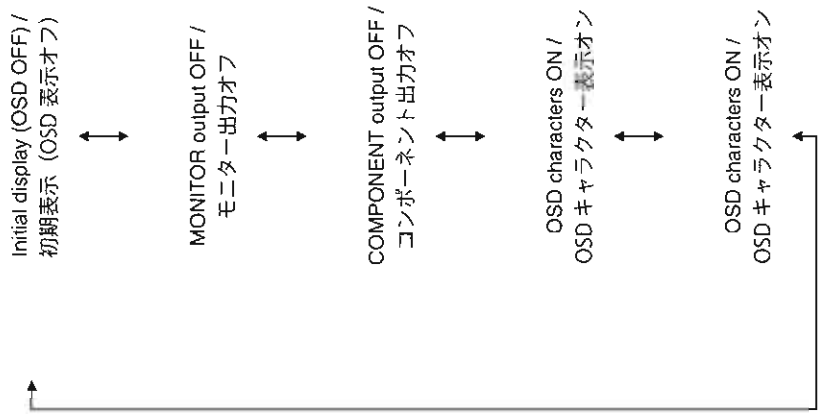 Initial display (OSD OFF) /
初期表示（OSD 表示オフ）
MONITOR output OFF /
モニター出力オフ
COMPONENT output OFF /
コンポーネント出力オフ
OSD characters ON /
OSD キャラクター表示オン
OSD characters ON /
OSD キャラクター表示オン